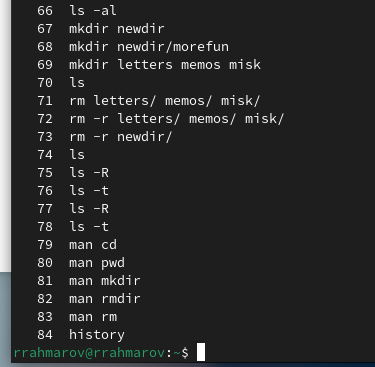 66 ls -al
67 mkdir newdir
68 mkdir newdir/morefun
69 mkdir letters memos misk
70 ls
71 rm letters/ memos/ misk/
72 rm -r letters/ memos/ misk/
73 rm -r newdir/
74 ls
75 ls -R
76 ls -t
77 ls -R
78 ls -t
79 man cd
80 man pwd
81 man mkdir
82 man rmdir
83 man rm
84 history
rrahmarov@rrahmarov:~$